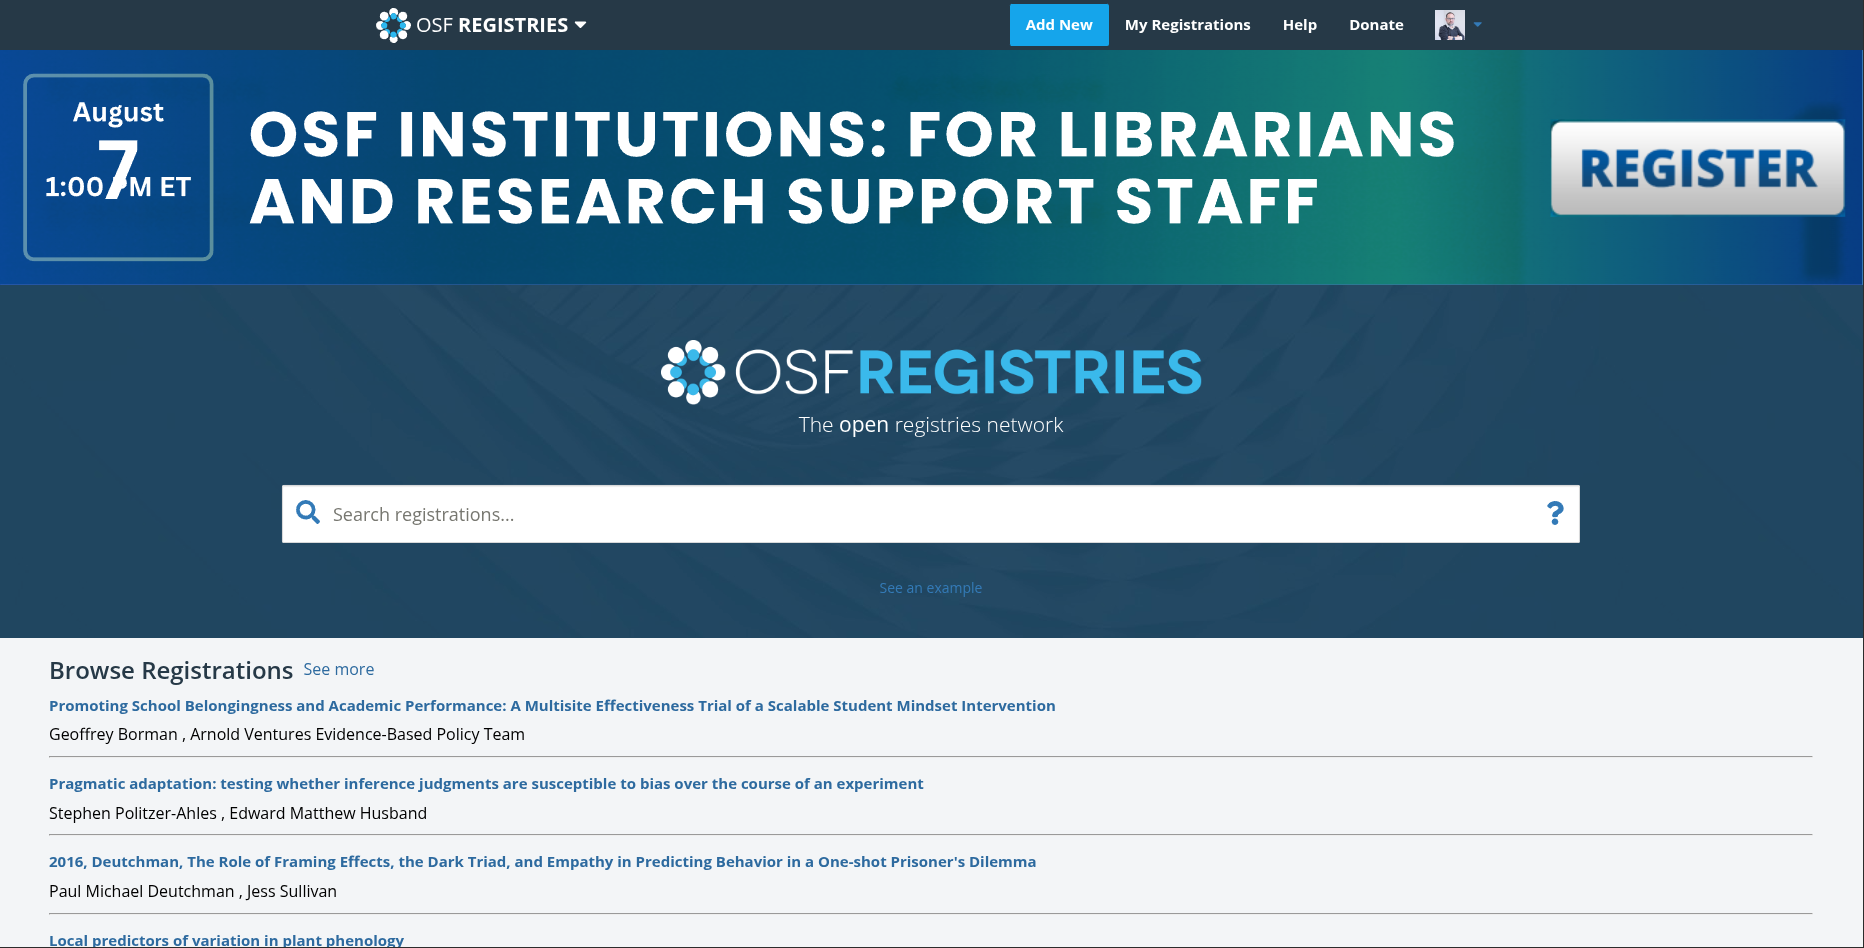 OSF REGISTRIES
Add New
My Registrations
Help
Donate
August
7
1:00 PM ET
OSF INSTITUTIONS: FOR LIBRARIANS
AND RESEARCH SUPPORT STAFF
REGISTER
OSFREGISTRIES
The open registries network
Search registrations...
?
See an example
Browse Registrations See more
Promoting School Belongingness and Academic Performance: A Multisite Effectiveness Trial of a Scalable Student Mindset Intervention
Geoffrey Borman , Arnold Ventures Evidence-Based Policy Team
Pragmatic adaptation: testing whether inference judgments are susceptible to bias over the course of an experiment
Stephen Politzer-Ahles , Edward Matthew Husband
2016, Deutchman, The Role of Framing Effects, the Dark Triad, and Empathy in Predicting Behavior in a One-shot Prisoner's Dilemma
Paul Michael Deutchman , Jess Sullivan
Local predictors of variation in plant phenology